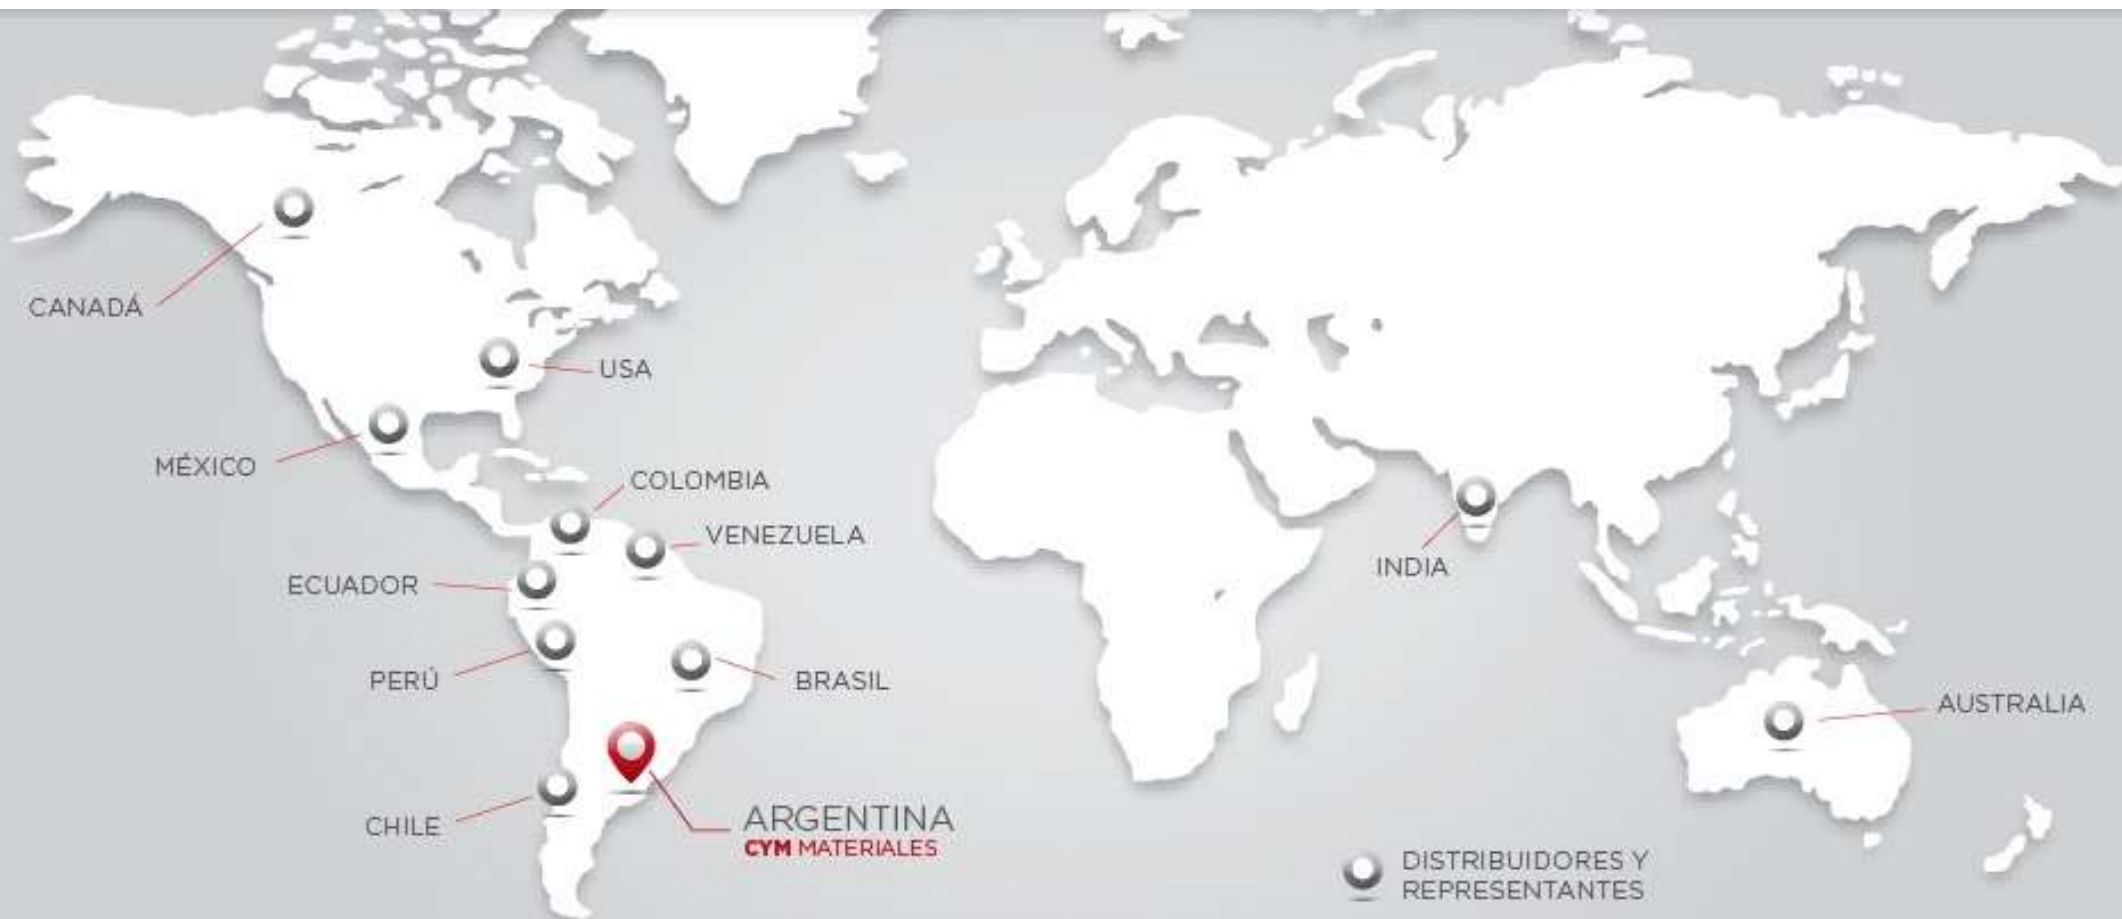 CANADÁ
USA
MÉXICO
COLOMBIA
VENEZUELA
ECUADOR
INDIA
PERÚ
BRASIL
AUSTRALIA
ARGENTINA
CYM MATERIALES
CHILE
DISTRIBUIDORES Y
REPRESENTANTES